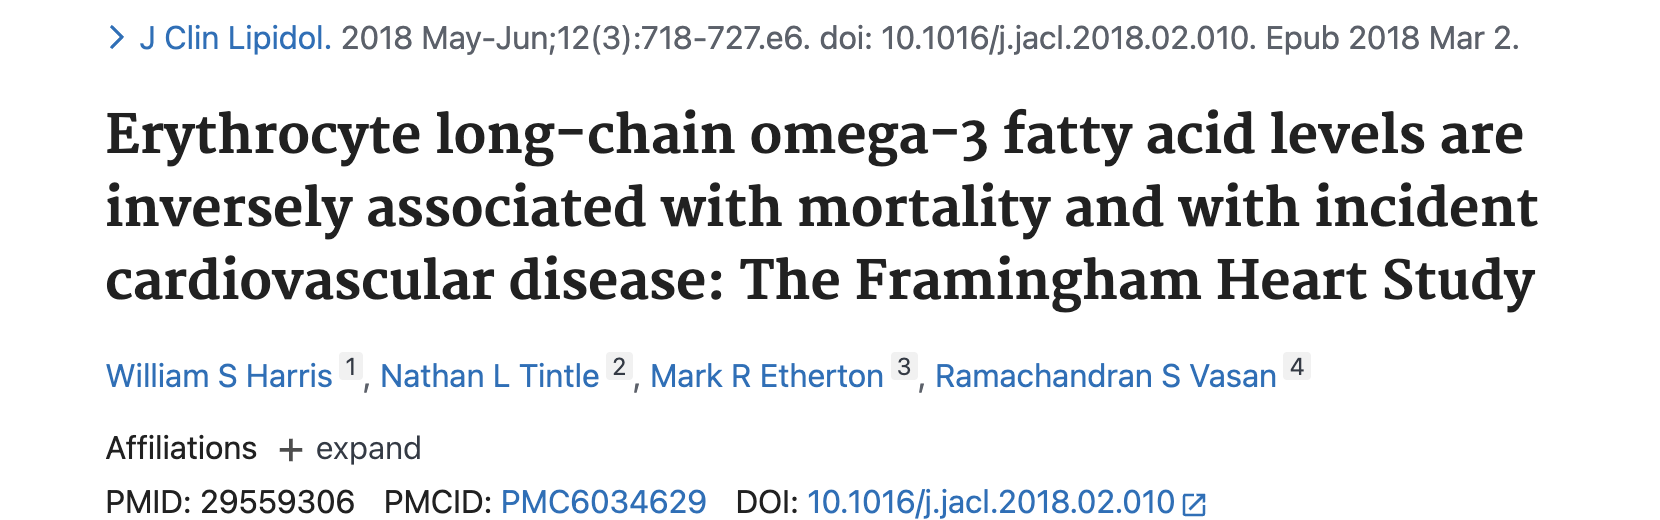 > J Clin Lipidol. 2018 May-Jun;12(3):718-727.e6. doi: 10.1016/j.jacl.2018.02.010. Epub 2018 Mar 2.
Erythrocyte long-chain omega-3 fatty acid levels are
inversely associated with mortality and with incident
cardiovascular disease: The Framingham Heart Study
William S Harris 1, Nathan L Tintle 2, Mark R Etherton 3, Ramachandran S Vasan 4
Affiliations + expand
PMID: 29559306 PMCID: PMC6034629 DOI: 10.1016/j.jacl.2018.02.010